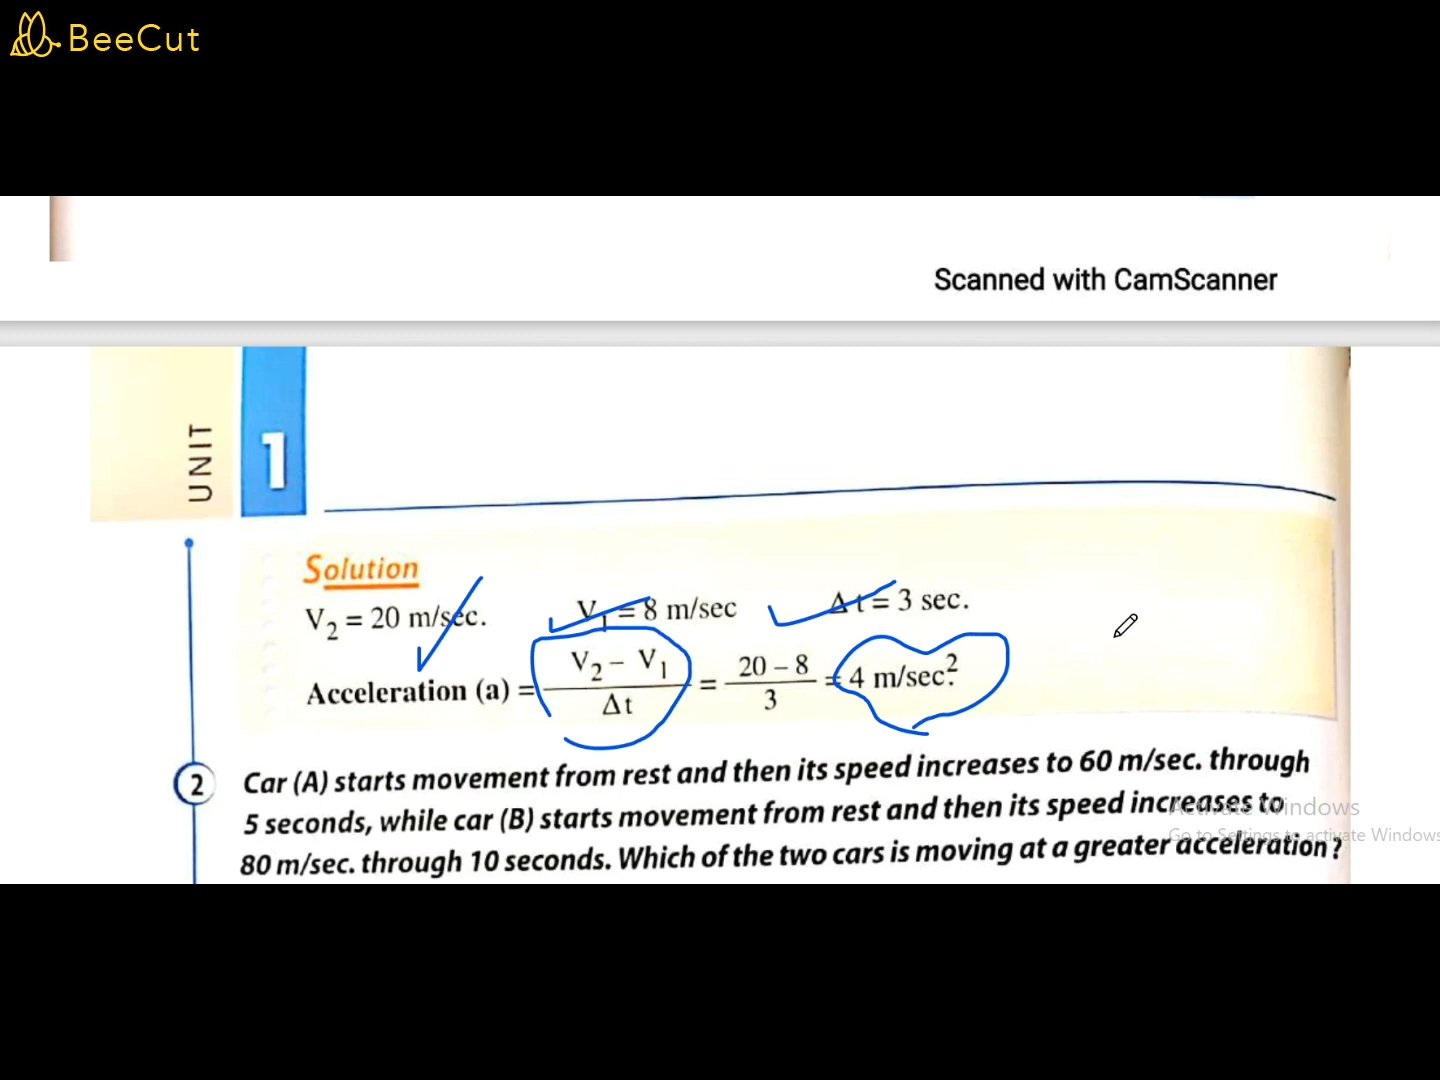 BeeCut
Scanned with CamScanner
UNIT
1
Solution
V2 = 20 m/sec. V1 = 8 m/sec Δt = 3 sec.
Acceleration (a) = V2 – V1 / Δt = 20 – 8 / 3 = 4 m/sec.2
2 Car (A) starts movement from rest and then its speed increases to 60 m/sec. through
5 seconds, while car (B) starts movement from rest and then its speed increases to
80 m/sec. through 10 seconds. Which of the two cars is moving at a greater acceleration?
Activate Windows
Go to Settings to activate Windows